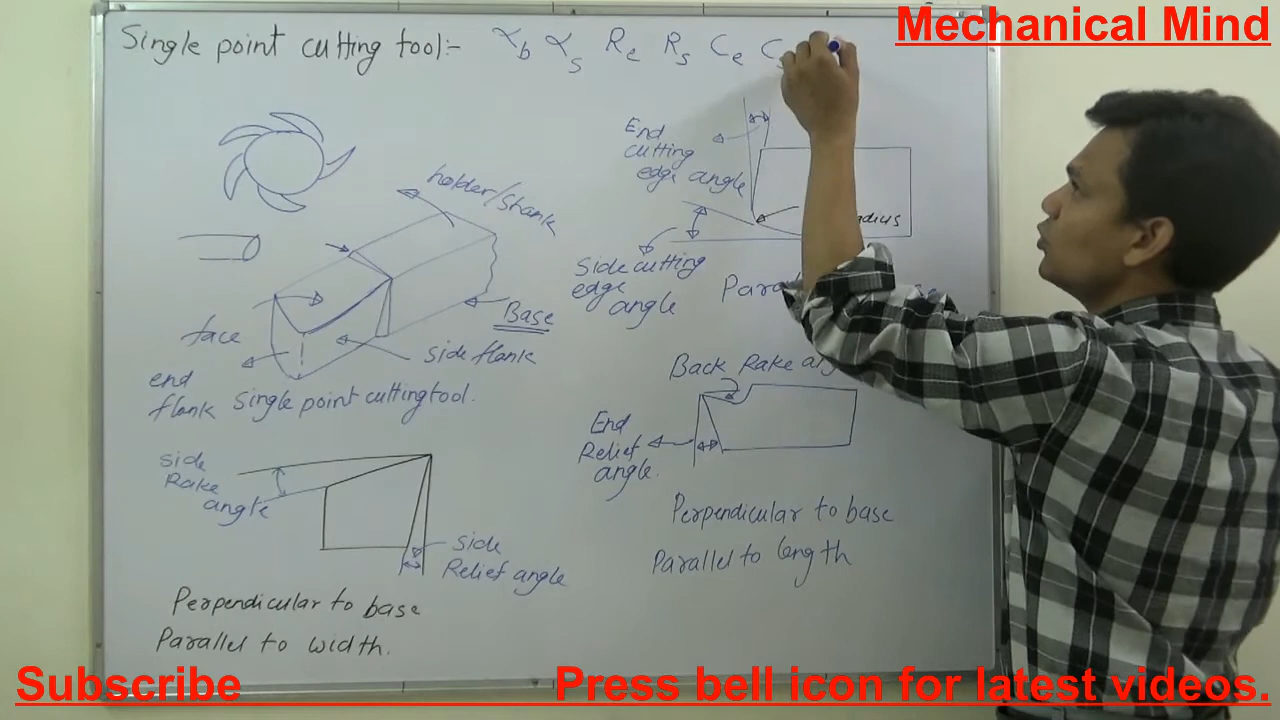 Mechanical Mind
Single point cutting tool:-
αb αs Re Rs Ce Cs
End
cutting
edge angle
holder/Shank
Side cutting
edge
angle
Base
face
side flank
end
flank
Single point cutting tool.
Back Rake
End
Relief
angle.
side
Rake
angle
Perpendicular to base
Parallel to length
side
Relief angle
Perpendicular to base
Parallel to width.
Subscribe
Press bell icon for latest videos.